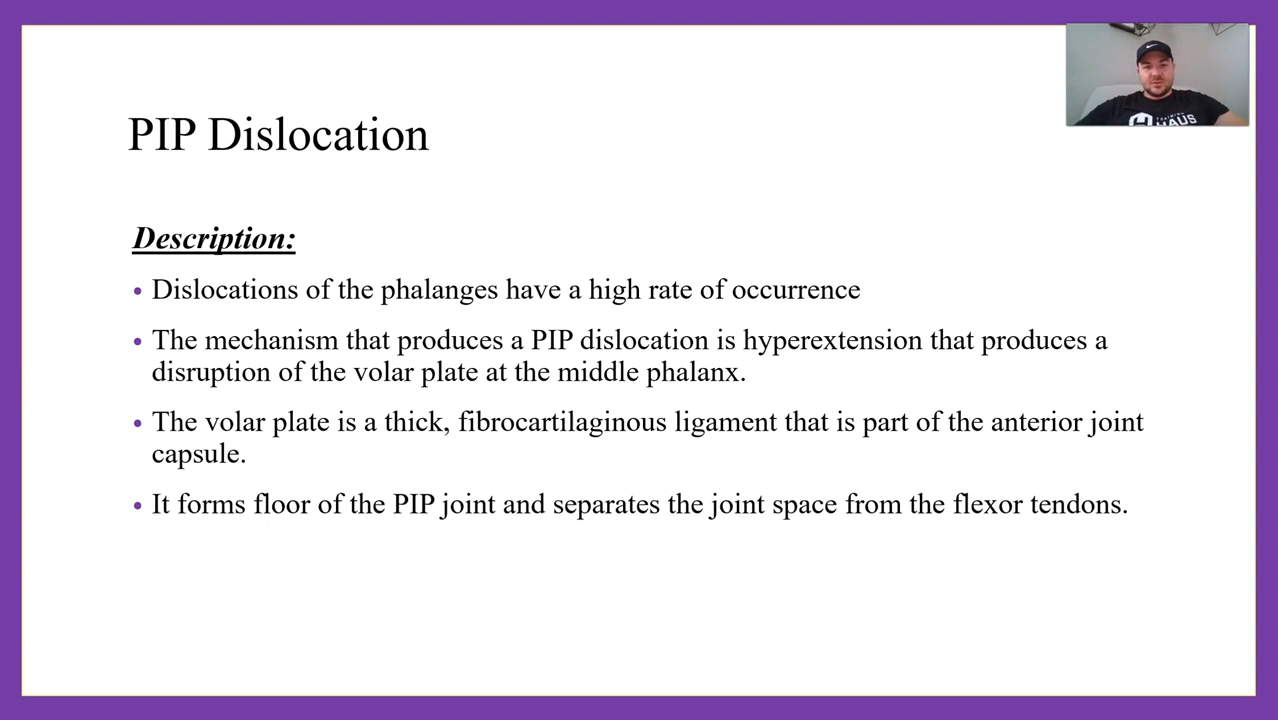 PIP Dislocation
Description:
• Dislocations of the phalanges have a high rate of occurrence
• The mechanism that produces a PIP dislocation is hyperextension that produces a
disruption of the volar plate at the middle phalanx.
• The volar plate is a thick, fibrocartilaginous ligament that is part of the anterior joint
capsule.
• It forms floor of the PIP joint and separates the joint space from the flexor tendons.
HAUS